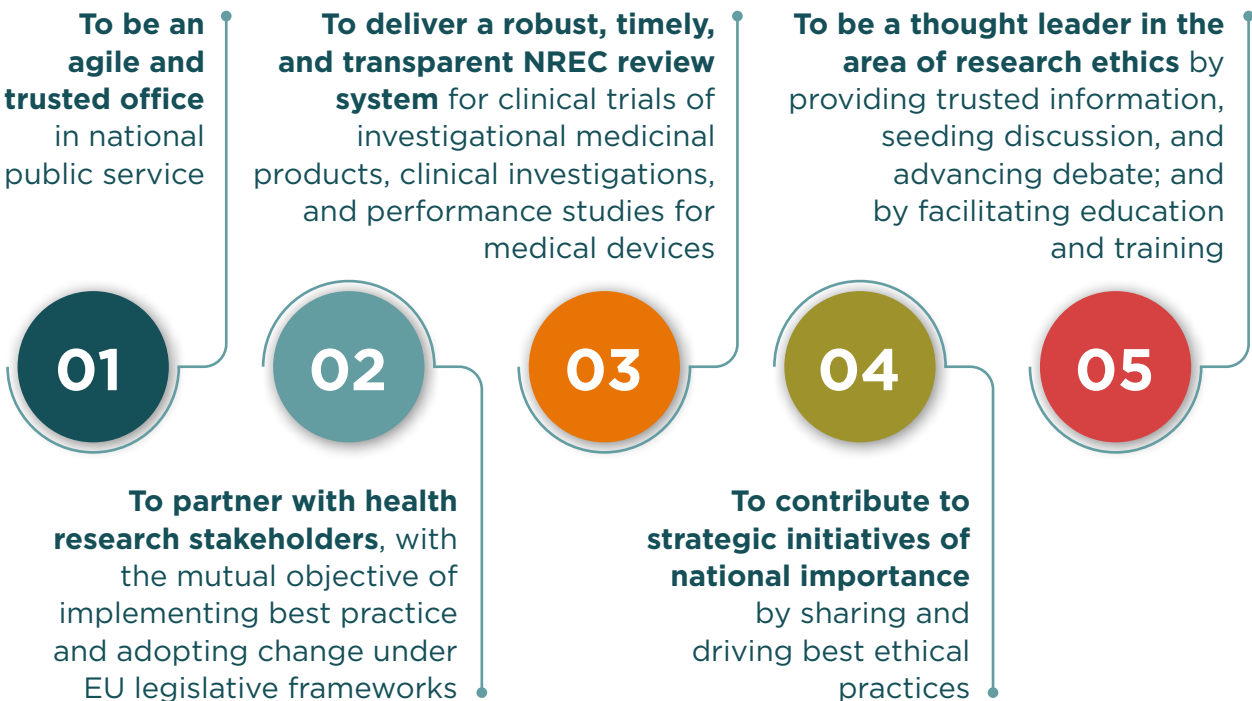 To be an
agile and
trusted office
in national
public service
01
To partner with health
research stakeholders, with
the mutual objective of
implementing best practice
and adopting change under
EU legislative frameworks
02
To deliver a robust, timely,
and transparent NREC review
system for clinical trials of
investigational medicinal
products, clinical investigations,
and performance studies for
medical devices
03
To contribute to
strategic initiatives of
national importance
by sharing and
driving best ethical
practices
04
To be a thought leader in the
area of research ethics by
providing trusted information,
seeding discussion, and
advancing debate; and
by facilitating education
and training
05